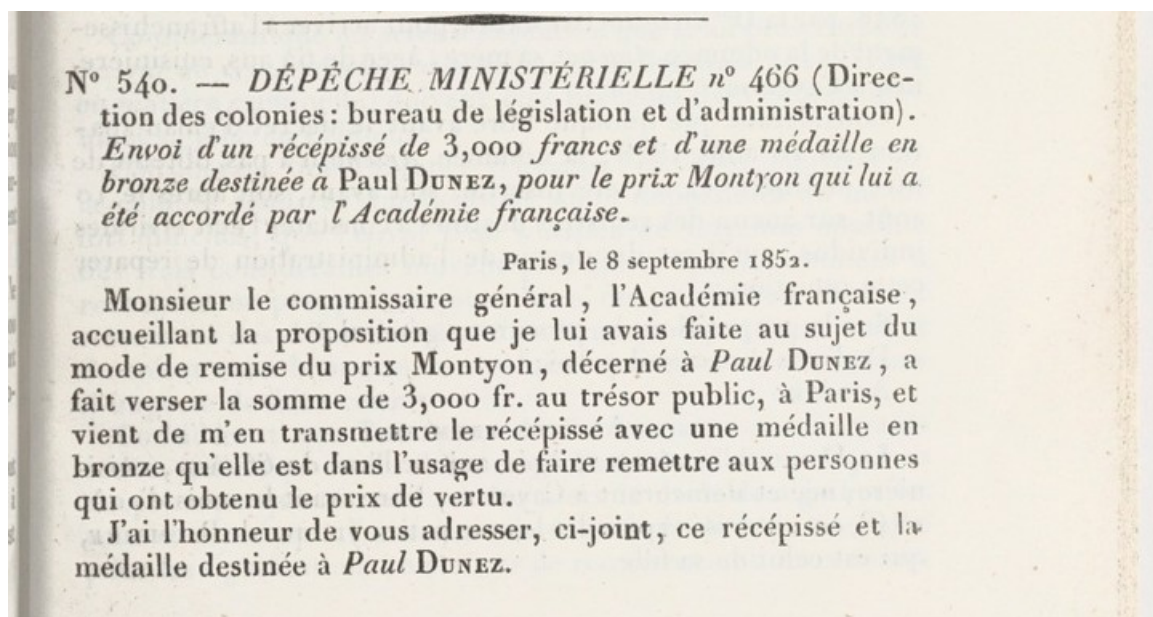 N° 540. — DÉPÊCHE MINISTÉRIELLE n° 466 (Direc-
tion des colonies : bureau de législation et d'administration).
Envoi d'un récépissé de 3,000 francs et d'une médaille en
bronze destinée à Paul DUNEZ, pour le prix Montyon qui lui a
été accordé par l'Académie française.
Paris, le 8 septembre 1852.
Monsieur le commissaire général, l'Académie française,
accueillant la proposition que je lui avais faite au sujet du
mode de remise du prix Montyon, décerné à Paul DUNEZ, a
fait verser la somme de 3,000 fr. au trésor public, à Paris, et
vient de m'en transmettre le récépissé avec une médaille en
bronze qu'elle est dans l'usage de faire remettre aux personnes
qui ont obtenu le prix de vertu.
J'ai l'honneur de vous adresser, ci-joint, ce récépissé et la
médaille destinée à Paul DUNEZ.